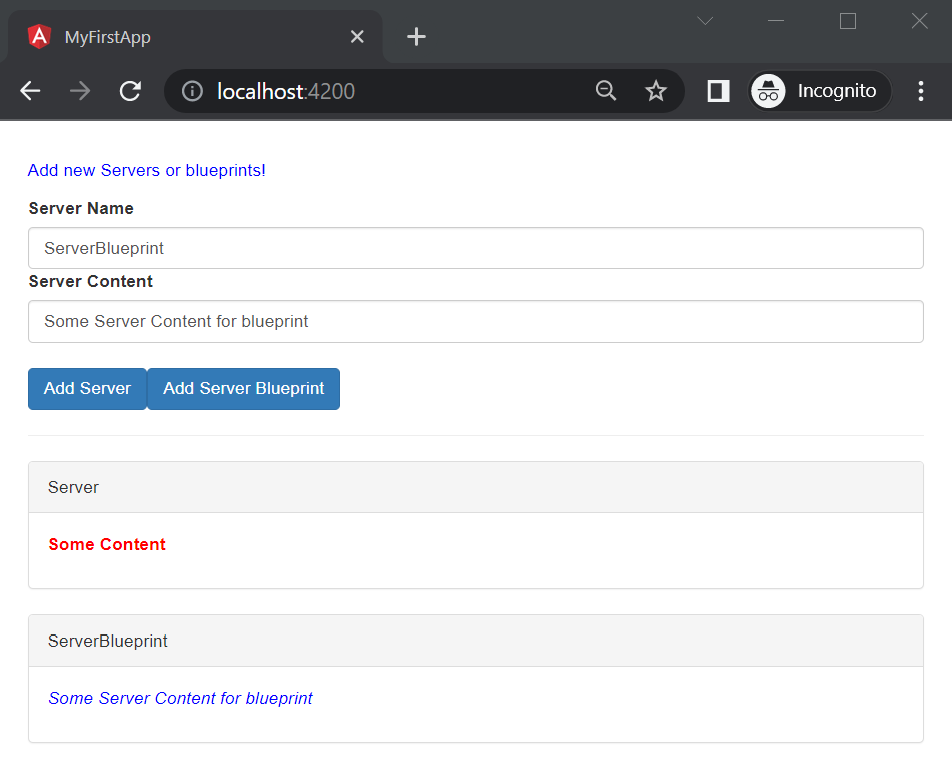 MyFirstApp
localhost:4200
Incognito
Add new Servers or blueprints!
Server Name
ServerBlueprint
Server Content
Some Server Content for blueprint
Add Server Add Server Blueprint
Server
Some Content
ServerBlueprint
Some Server Content for blueprint